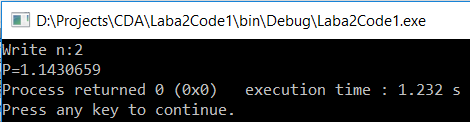 D:\Projects\CDA\Laba2Code1\bin\Debug\Laba2Code1.exe
Write n:2
P=1.1430659
Process returned 0 (0x0)   execution time : 1.232 s
Press any key to continue.